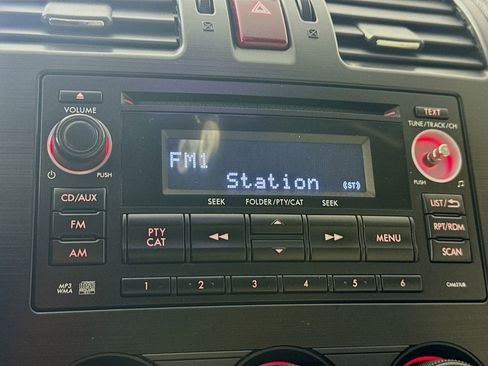 VOLUME
TEXT
TUNE/TRACK/CH
PUSH
PUSH
FM1
Station (ST)
CD/AUX
SEEK
FOLDER/PTY/CAT
SEEK
LIST/
FM
PTY
CAT
MENU
RPT/RDM
AM
SCAN
MP3
WMA
1
2
3
4
5
6
CM621UB